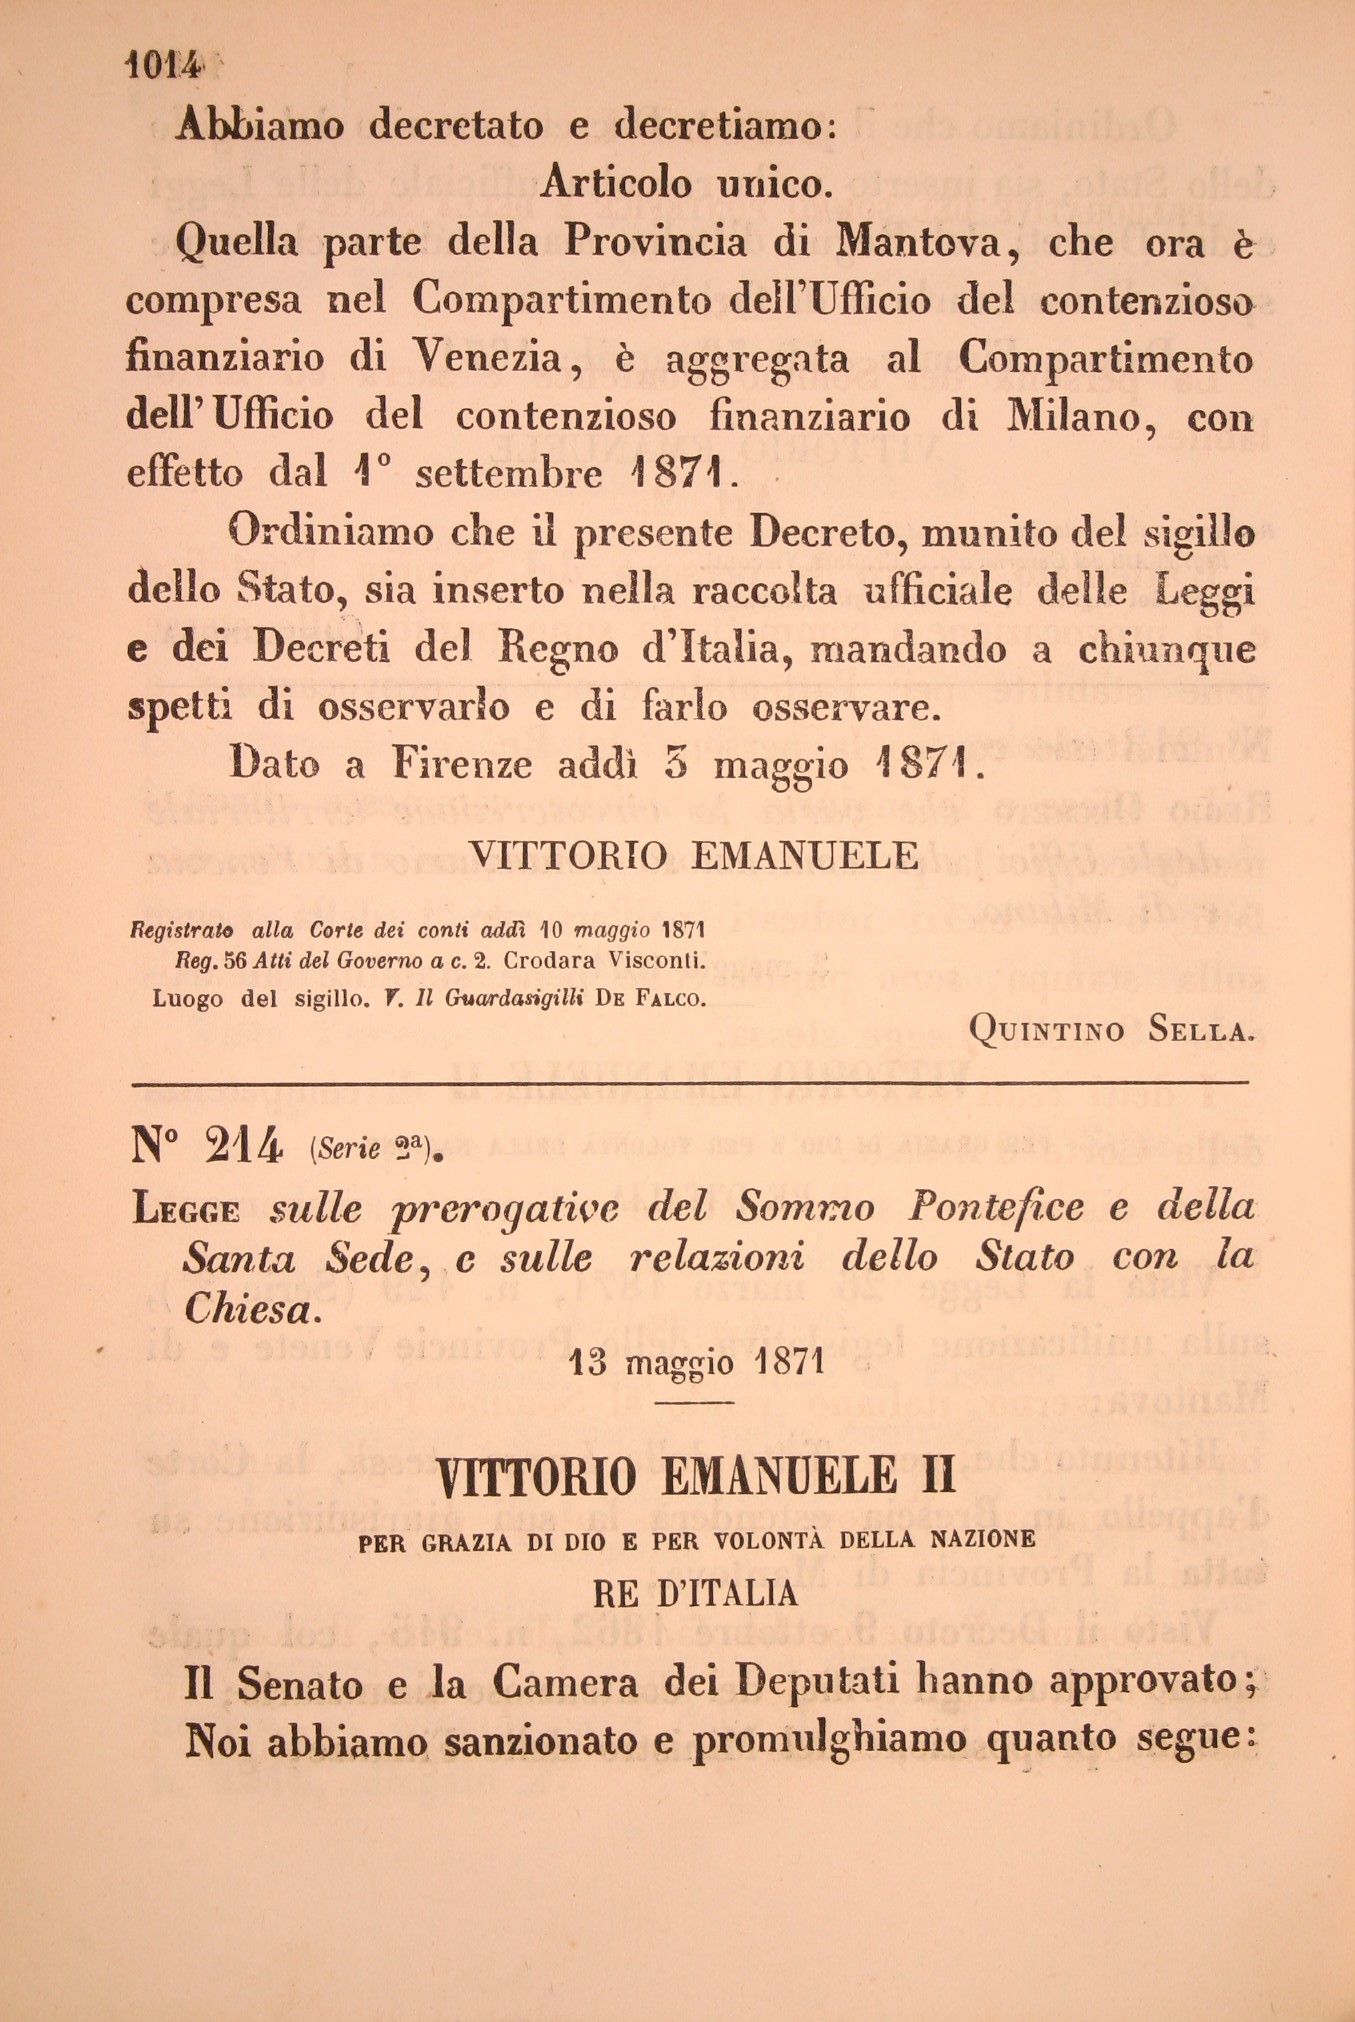 1014
Abbiamo decretato e decretiamo:
Articolo unico.
Quella parte della Provincia di Mantova, che ora è
compresa nel Compartimento dell'Ufficio del contenzioso
finanziario di Venezia, è aggregata al Compartimento
dell'Ufficio del contenzioso finanziario di Milano, con
effetto dal 1° settembre 1871.
Ordiniamo che il presente Decreto, munito del sigillo
dello Stato, sia inserto nella raccolta ufficiale delle Leggi
e dei Decreti del Regno d'Italia, mandando a chiunque
spetti di osservarlo e di farlo osservare.
Dato a Firenze addì 3 maggio 1871.
VITTORIO EMANUELE
Registrato alla Corte dei conti addì 10 maggio 1871
Reg. 56 Atti del Governo a c. 2. Crodara Visconti.
Luogo del sigillo. V. Il Guardasigilli DE FALCO.
QUINTINO SELLA.
N° 214 (Serie 2ª).
LEGGE sulle prerogative del Sommo Pontefice e della
Santa Sede, e sulle relazioni dello Stato con la
Chiesa.
13 maggio 1871
VITTORIO EMANUELE II
PER GRAZIA DI DIO E PER VOLONTÀ DELLA NAZIONE
RE D'ITALIA
Il Senato e la Camera dei Deputati hanno approvato;
Noi abbiamo sanzionato e promulghiamo quanto segue: